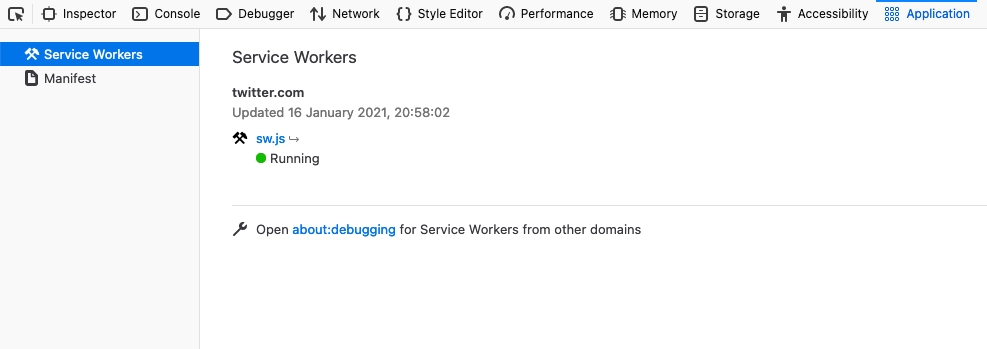 Inspector Console Debugger Network Style Editor Performance Memory Storage Accessibility Application
Service Workers
Manifest
Service Workers
twitter.com
Updated 16 January 2021, 20:58:02
sw.js
Running
Open about:debugging for Service Workers from other domains